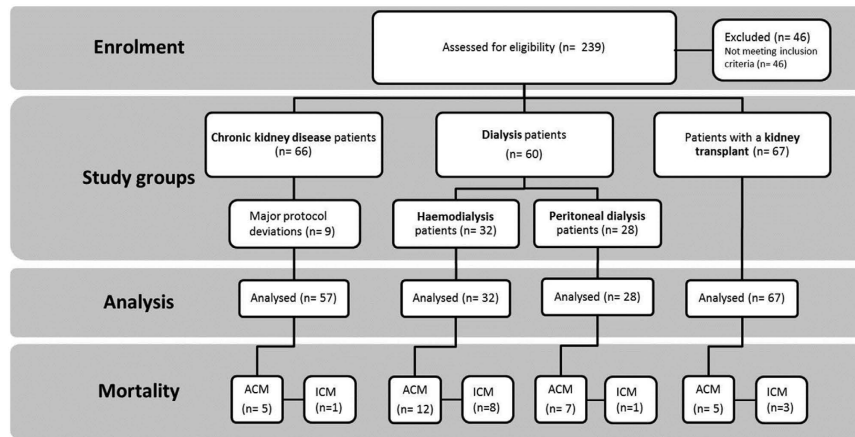 Enrolment
Assessed for eligibility (n= 239)
Excluded (n= 46)
Not meeting inclusion
criteria (n= 46)
Study groups
Chronic kidney disease patients
(n= 66)
Dialysis patients
(n= 60)
Patients with a kidney
transplant (n= 67)
Major protocol
deviations (n= 9)
Haemodialysis
patients (n= 32)
Peritoneal dialysis
patients (n= 28)
Analysis
Analysed (n= 57)
Analysed (n= 32)
Analysed (n= 28)
Analysed (n= 67)
Mortality
ACM
(n= 5)
ICM
(n=1)
ACM
(n= 12)
ICM
(n=8)
ACM
(n= 7)
ICM
(n=1)
ACM
(n= 5)
ICM
(n=3)